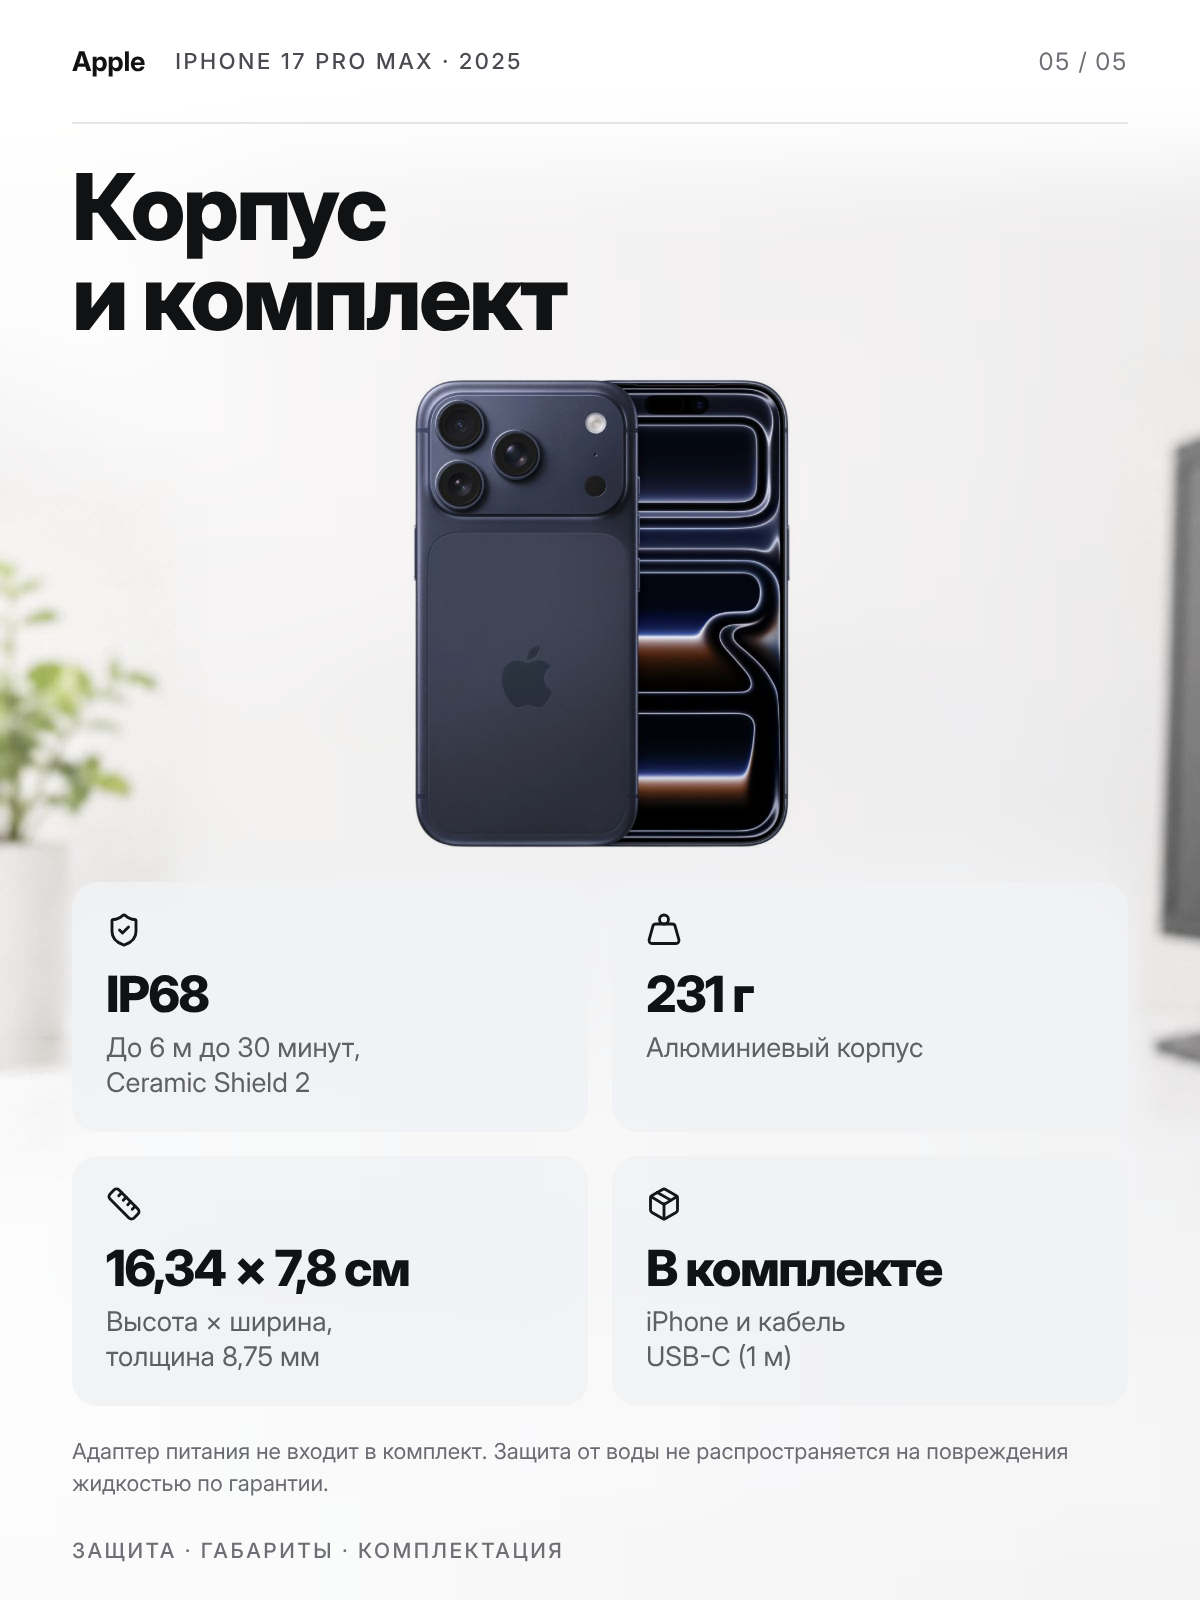 Apple IPHONE 17 PRO MAX · 2025 05 / 05
Корпус
и комплект
IP68
До 6 м до 30 минут,
Ceramic Shield 2
231 г
Алюминиевый корпус
16,34 × 7,8 см
Высота × ширина,
толщина 8,75 мм
В комплекте
iPhone и кабель
USB-C (1 м)
Адаптер питания не входит в комплект. Защита от воды не распространяется на повреждения
жидкостью по гарантии.
ЗАЩИТА · ГАБАРИТЫ · КОМПЛЕКТАЦИЯ